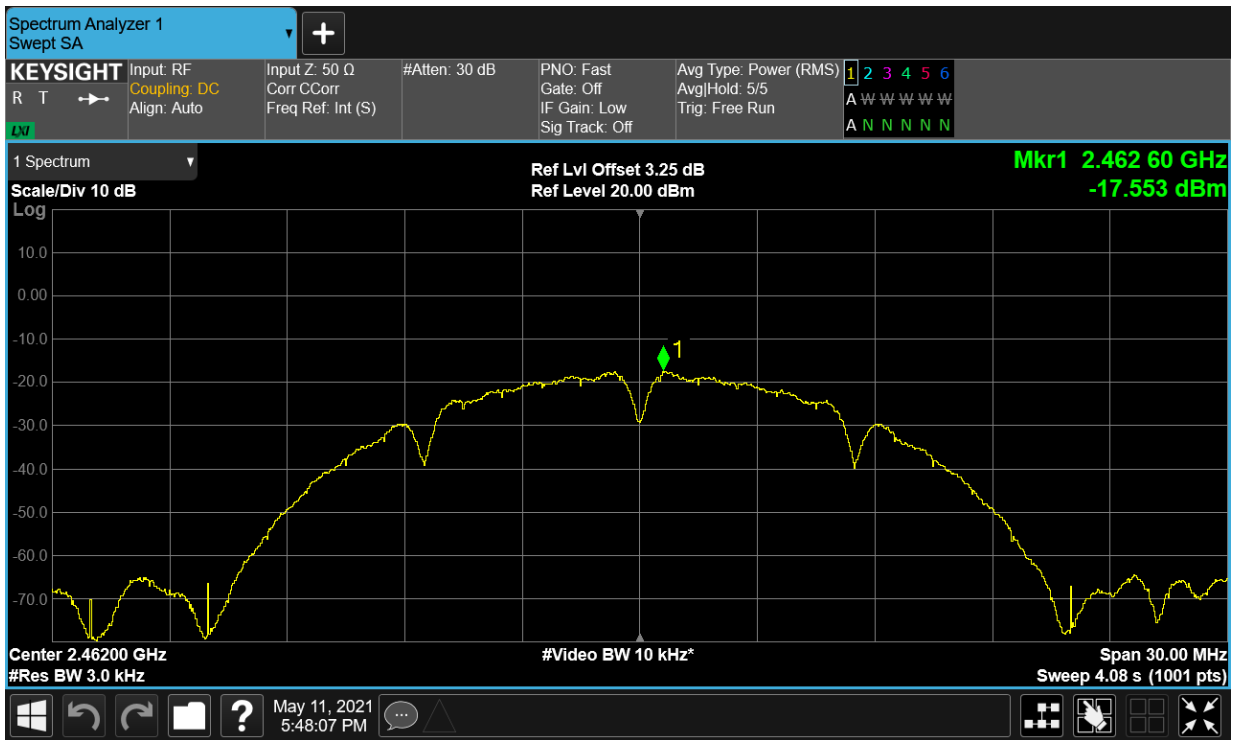 Spectrum Analyzer 1
Swept SA
KEYSIGHT
R T
LXI
Input: RF
Coupling: DC
Align: Auto
Input Z: 50 Ω
Corr CCorr
Freq Ref: Int (S)
#Atten: 30 dB
PNO: Fast
Gate: Off
IF Gain: Low
Sig Track: Off
Avg Type: Power (RMS)
Avg|Hold: 5/5
Trig: Free Run
1 2 3 4 5 6
A W W W W W
A N N N N N
1 Spectrum
Scale/Div 10 dB
Log
Ref Lvl Offset 3.25 dB
Ref Level 20.00 dBm
Mkr1 2.462 60 GHz
-17.553 dBm
10.0
0.00
-10.0
-20.0
-30.0
-40.0
-50.0
-60.0
-70.0
1
Center 2.46200 GHz
#Res BW 3.0 kHz
#Video BW 10 kHz*
Span 30.00 MHz
Sweep 4.08 s (1001 pts)
?
May 11, 2021
5:48:07 PM